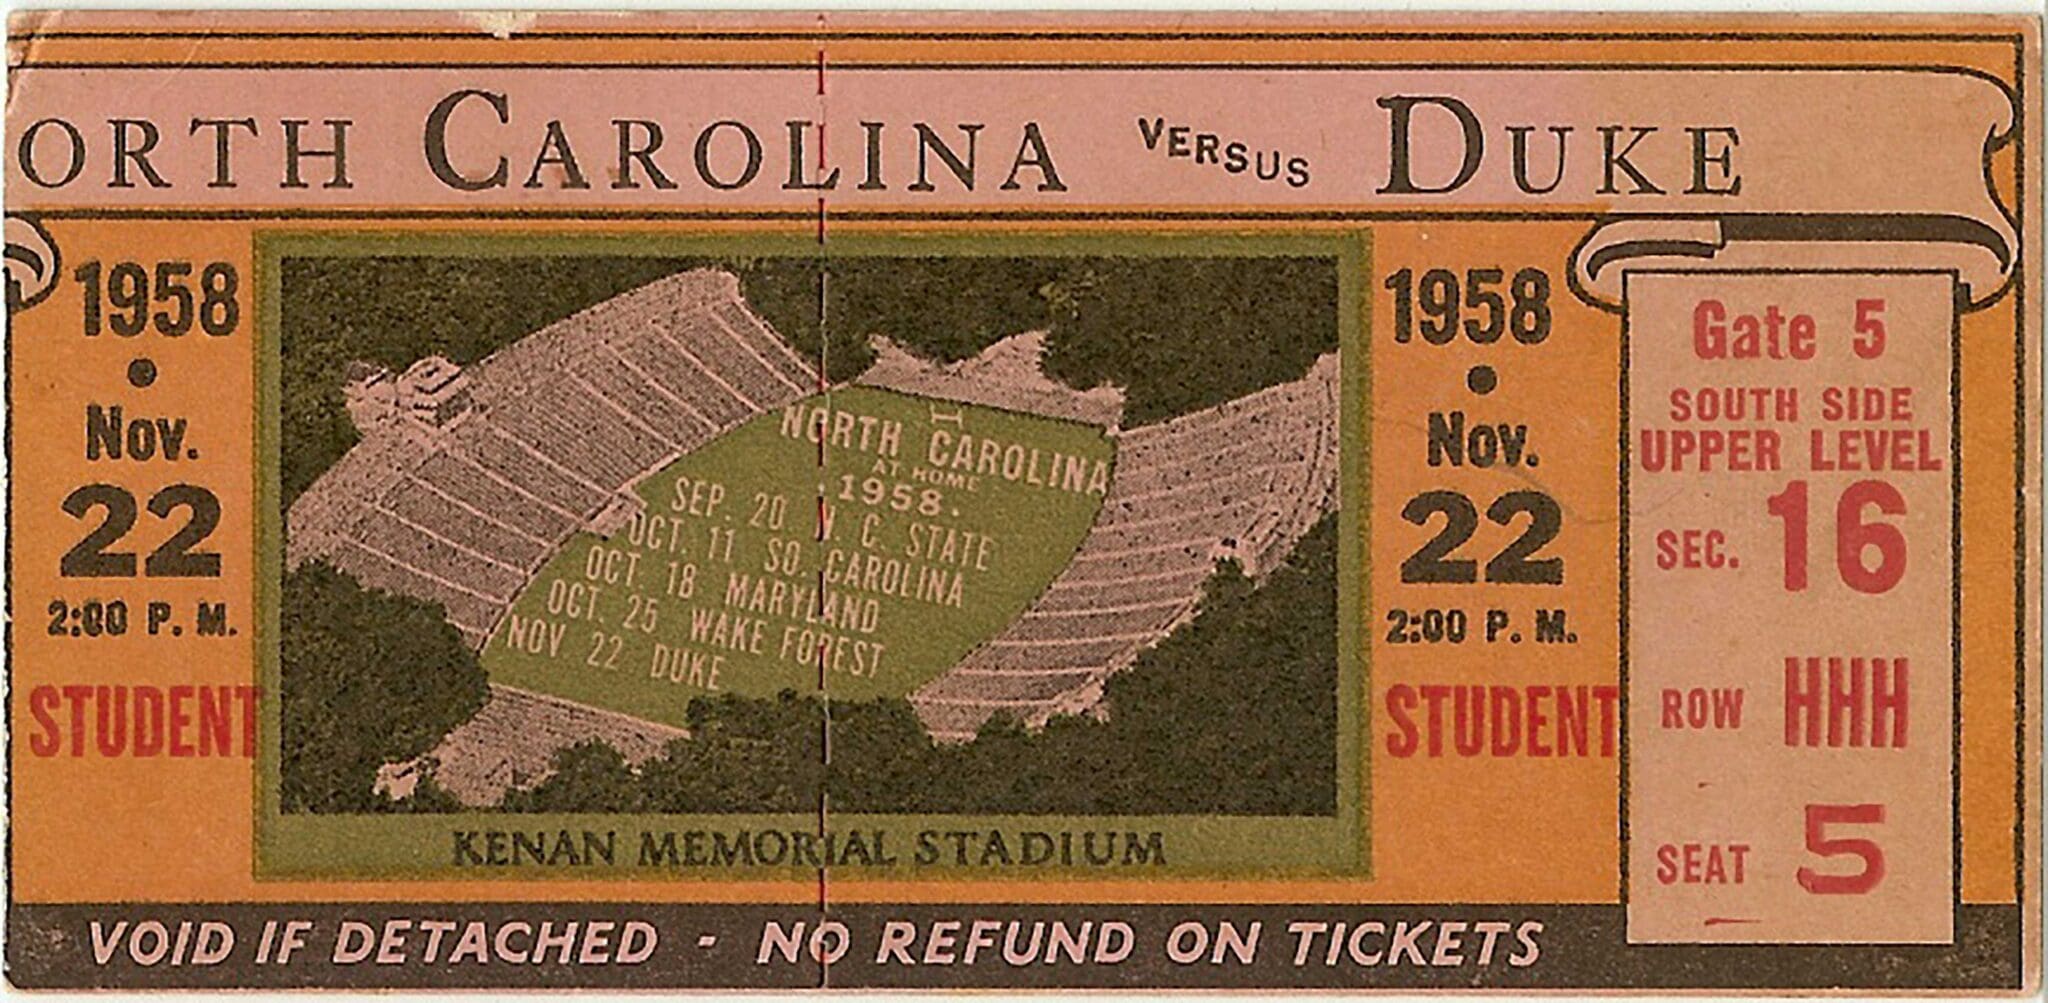 ORTH CAROLINA VERSUS DUKE
1958
•
NOV.
22
2:00 P. M.
STUDENT
NORTH CAROLINA
AT HOME
1958.
SEP. 20 N. C. STATE
OCT. 11 SO. CAROLINA
OCT. 18 MARYLAND
OCT. 25 WAKE FOREST
NOV 22 DUKE
KENAN MEMORIAL STADIUM
1958
•
NOV.
22
2:00 P. M.
STUDENT
Gate 5
SOUTH SIDE
UPPER LEVEL
SEC. 16
ROW HHH
SEAT 5
VOID IF DETACHED - NO REFUND ON TICKETS